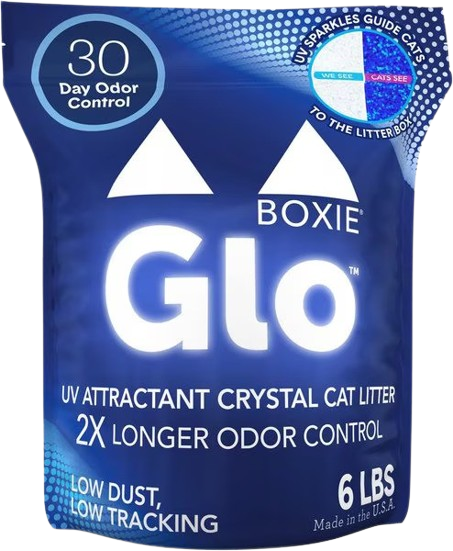 30
Day Odor
Control
UV SPARKLES GUIDE CATS
WE SEE
CATS SEE
TO THE LITTER BOX
BOXIE®
Glo™
UV ATTRACTANT CRYSTAL CAT LITTER
2X LONGER ODOR CONTROL
LOW DUST,
LOW TRACKING
6 LBS
Made in the U.S.A.